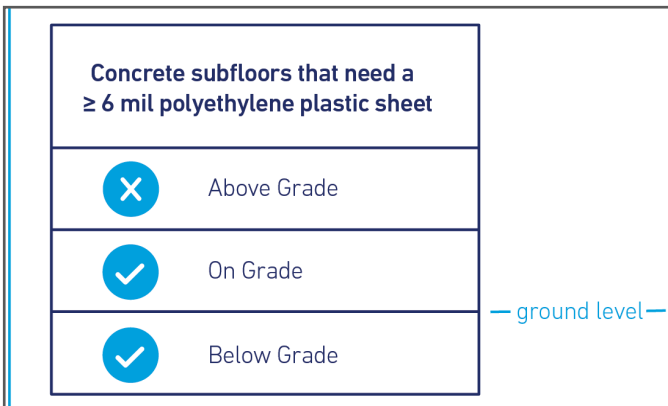 Concrete subfloors that need a
≥ 6 mil polyethylene plastic sheet
Above Grade
On Grade
ground level
Below Grade